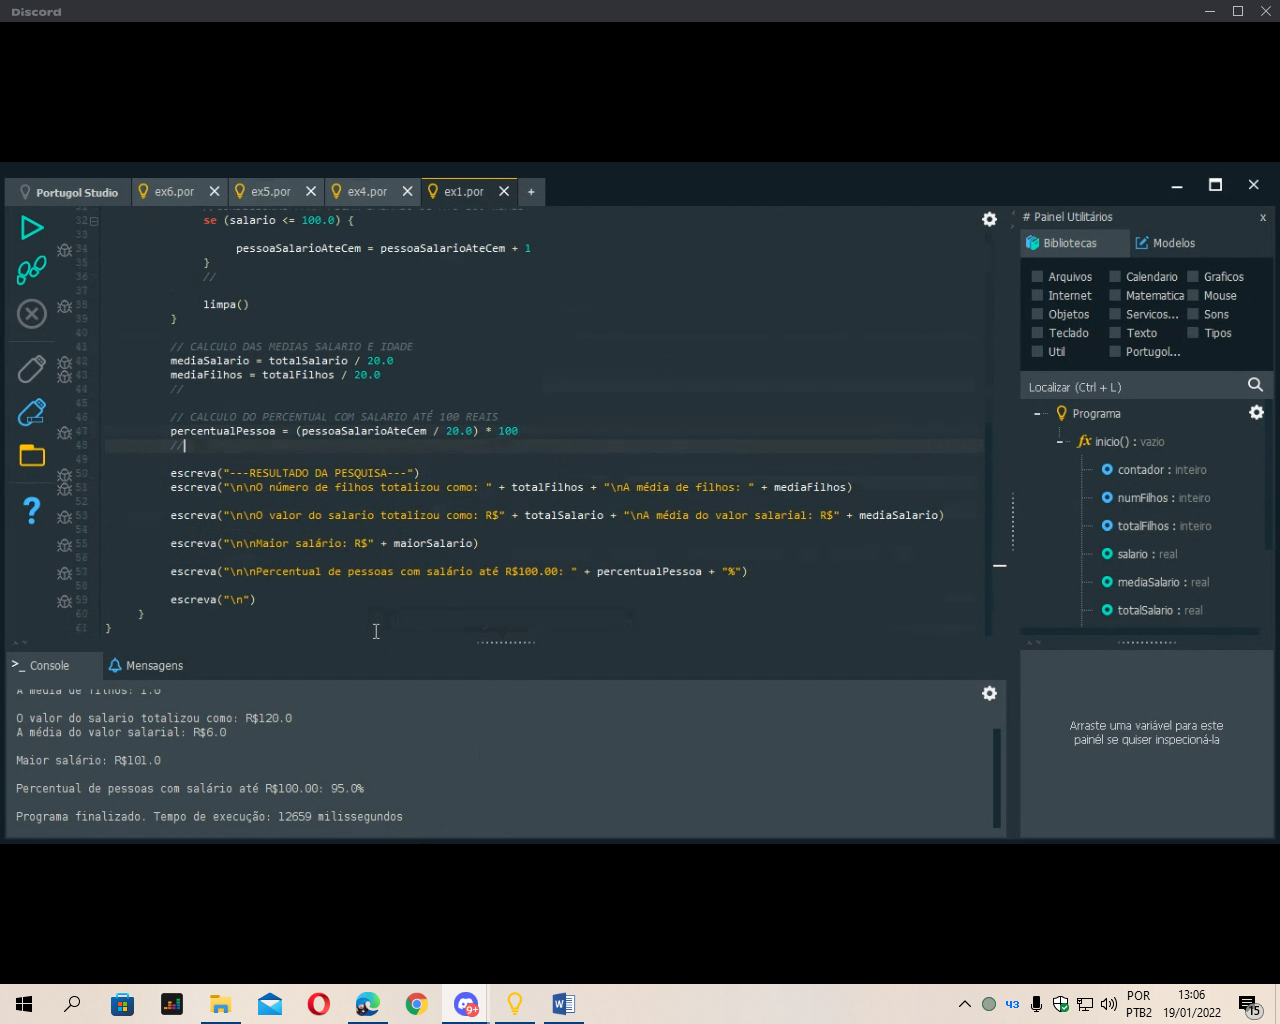 Discord
Portugol Studio
ex6.por
ex5.por
ex4.por
ex1.por
+
32 se (salario <= 100.0) {
33
34 pessoaSalarioAteCem = pessoaSalarioAteCem + 1
35 }
36 //
37
38 limpa()
39 }
40
41 // CALCULO DAS MEDIAS SALARIO E IDADE
42 mediaSalario = totalSalario / 20.0
43 mediaFilhos = totalFilhos / 20.0
44 //
45
46 // CALCULO DO PERCENTUAL COM SALARIO ATÉ 100 REAIS
47 percentualPessoa = (pessoaSalarioAteCem / 20.0) * 100
48 //
49
50 escreva("---RESULTADO DA PESQUISA---")
51 escreva("\n\nO número de filhos totalizou como: " + totalFilhos + "\nA média de filhos: " + mediaFilhos)
52
53 escreva("\n\nO valor do salario totalizou como: R$" + totalSalario + "\nA média do valor salarial: R$" + mediaSalario)
54
55 escreva("\n\nMaior salário: R$" + maiorSalario)
56
57 escreva("\n\nPercentual de pessoas com salário até R$100.00: " + percentualPessoa + "%")
58
59 escreva("\n")
60 }
61 }
# Painel Utilitários x
Bibliotecas Modelos
Arquivos Calendario Graficos
Internet Matematica Mouse
Objetos Servicos... Sons
Teclado Texto Tipos
Util Portugol...
Localizar (Ctrl + L)
Programa
fx inicio() : vazio
contador : inteiro
numFilhos : inteiro
totalFilhos : inteiro
salario : real
mediaSalario : real
totalSalario : real
>_ Console Mensagens
A média de filhos: 1.0
O valor do salario totalizou como: R$120.0
A média do valor salarial: R$6.0
Maior salário: R$101.0
Percentual de pessoas com salário até R$100.00: 95.0%
Programa finalizado. Tempo de execução: 12659 milissegundos
Arraste uma variável para este
painél se quiser inspecioná-la
9+
W
43
POR
PTB2
13:06
19/01/2022
15